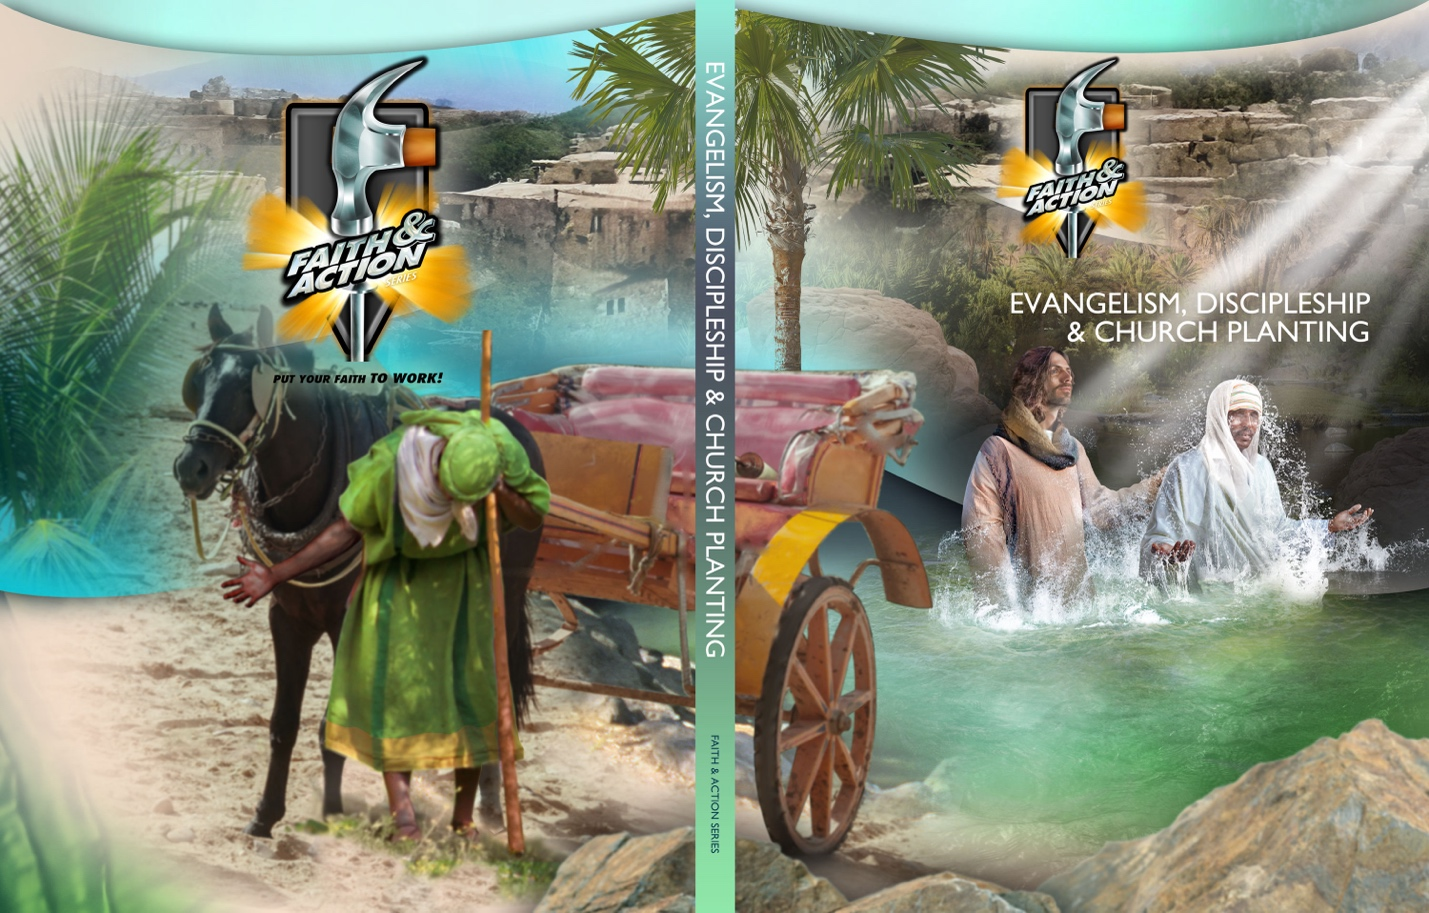 FAITH &
ACTION
SERIES
PUT YOUR FAITH TO WORK!
EVANGELISM, DISCIPLESHIP & CHURCH PLANTING
FAITH & ACTION SERIES
FAITH &
ACTION
SERIES
EVANGELISM, DISCIPLESHIP
& CHURCH PLANTING